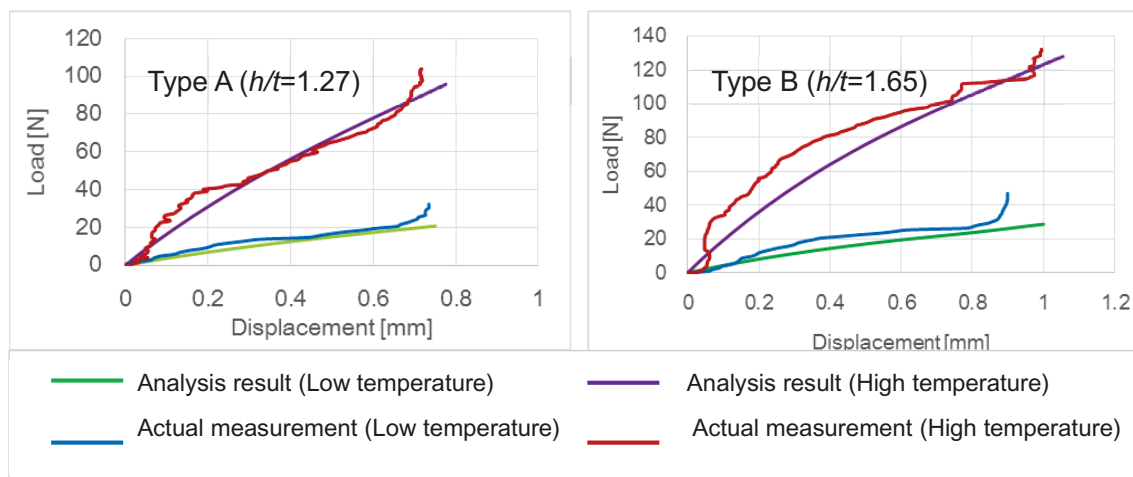 120
100
80
60
40
20
0
Load [N]
Type A (h/t=1.27)
0 0.2 0.4 0.6 0.8 1
Displacement [mm]
140
120
100
80
60
40
20
0
Load [N]
Type B (h/t=1.65)
0 0.2 0.4 0.6 0.8 1 1.2
Displacement [mm]
Analysis result (Low temperature)
Analysis result (High temperature)
Actual measurement (Low temperature)
Actual measurement (High temperature)